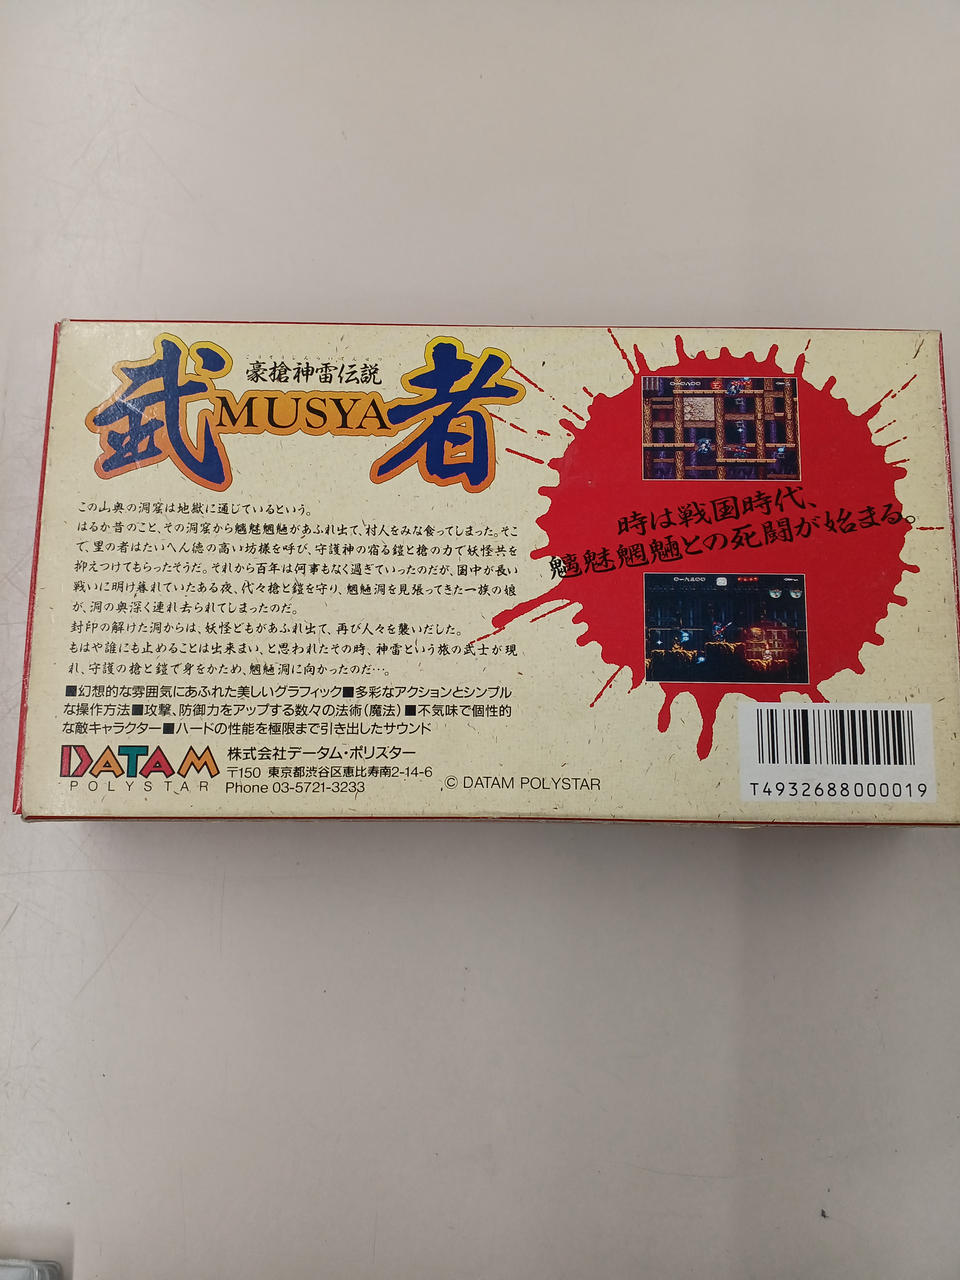 ごうそうじんらいでんせつ
豪槍神雷伝説
武者
MUSYA
この山奥の洞窟は地獄に通じているという。
はるか昔のこと、その洞窟から魑魅魍魎があふれ出て、村人をみな食ってしまった。そこ
で、里の者はたいへん徳の高い坊様を呼び、守護神の宿る鎧と槍の力で妖怪共を
抑えつけてもらったそうだ。それから百年は何事もなく過ぎていったのだが、国中が長い
戦いに明け暮れていたある夜、代々槍と鎧を守り、魍魎洞を見張ってきた一族の娘
が、洞の奥深く連れ去られてしまったのだ。
封印の解けた洞からは、妖怪どもがあふれ出て、再び人々を襲いだした。
もはや誰にも止めることは出来まい、と思われたその時、神雷という旅の武士が現
れ、守護の槍と鎧で身をかため、魍魎洞に向かったのだ…。
■幻想的な雰囲気にあふれた美しいグラフィック■多彩なアクションとシンプル
な操作方法■攻撃、防御力をアップする数々の法術(魔法)■不気味で個性的
な敵キャラクター■ハードの性能を極限まで引き出したサウンド
DATAM
POLYSTAR
株式会社データム・ポリスター
〒150 東京都渋谷区恵比寿南2-14-6
Phone 03-5721-3233
© DATAM POLYSTAR
時は戦国時代、
魑魅魍魎との死闘が始まる。
T4932688000019